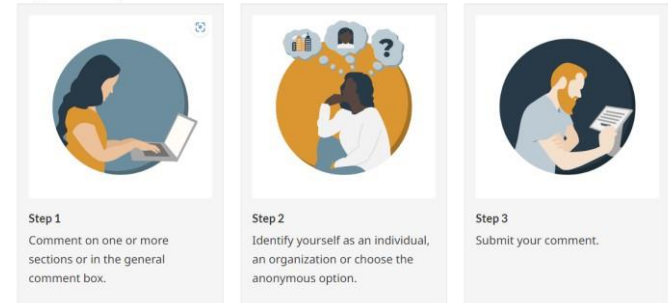 ?
Step 1
Comment on one or more
sections or in the general
comment box.
Step 2
Identify yourself as an individual,
an organization or choose the
anonymous option.
Step 3
Submit your comment.